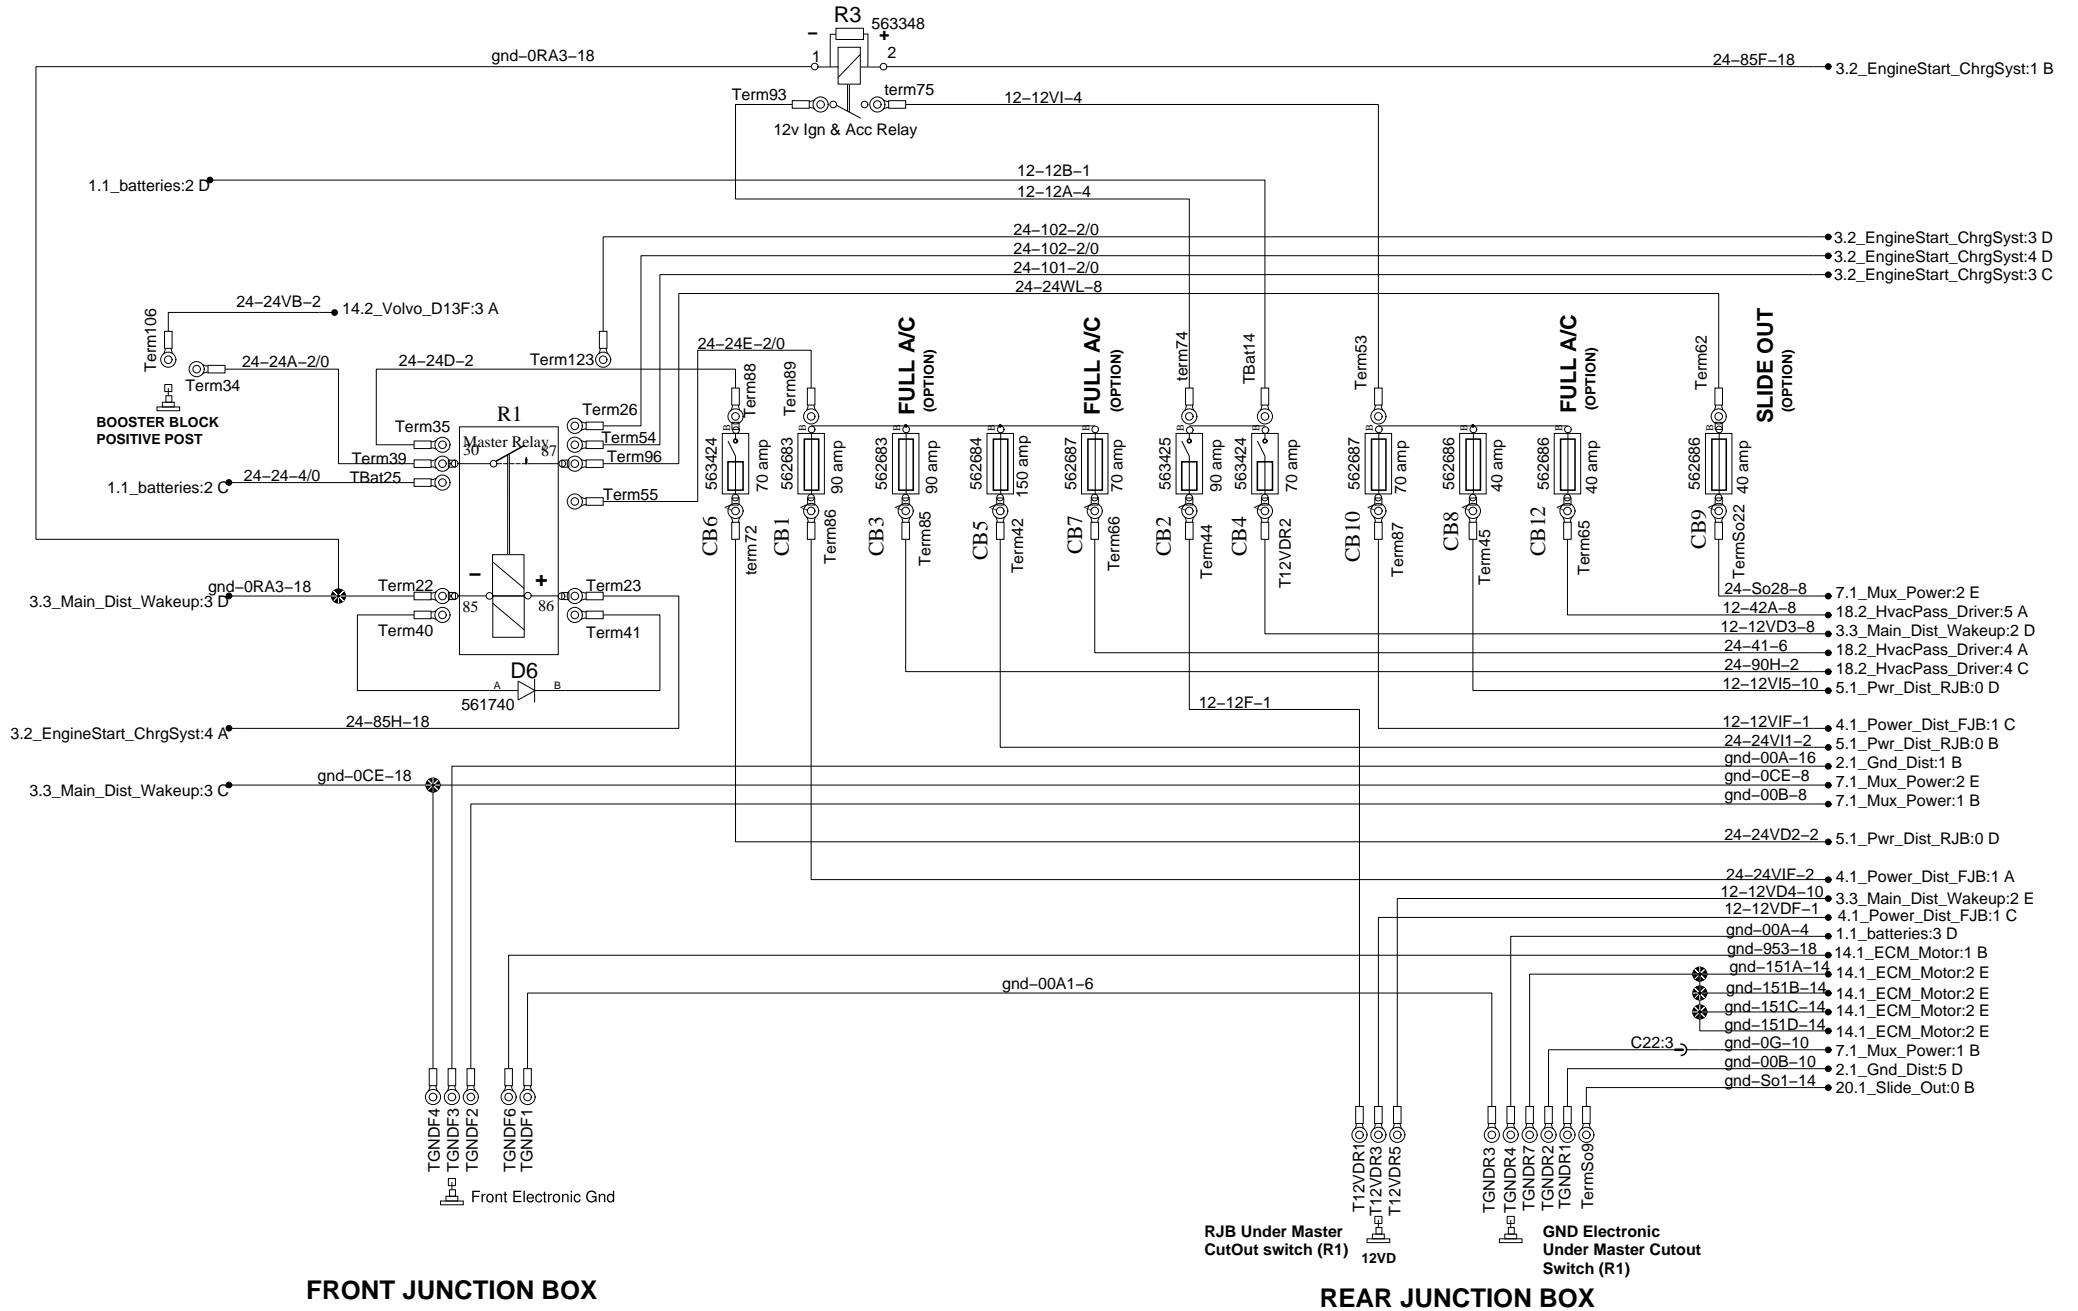 R3
563348
− +
1 2
gnd−0RA3−18
24−85F−18
3.2_EngineStart_ChrgSyst:1 B
Term93
term75
12−12VI−4
12v Ign & Acc Relay
12−12B−1
1.1_batteries:2 D
12−12A−4
24−102−2/0
3.2_EngineStart_ChrgSyst:3 D
24−102−2/0
3.2_EngineStart_ChrgSyst:4 D
24−101−2/0
3.2_EngineStart_ChrgSyst:3 C
24−24WL−8
24−24VB−2
14.2_Volvo_D13F:3 A
Term106
24−24A−2/0
Term34
24−24D−2
Term123
24−24E−2/0
BOOSTER BLOCK
POSITIVE POST
Term88
Term89
FULL A/C
(OPTION)
FULL A/C
(OPTION)
term74
TBat14
Term53
FULL A/C
(OPTION)
Term62
SLIDE OUT
(OPTION)
R1
Master Relay
30
87
Term35
Term39
TBat25
24−24−4/0
1.1_batteries:2 C
Term26
Term54
Term96
Term55
B B B B B B B B B B B
563424
70 amp
562683
90 amp
562683
90 amp
562684
150 amp
562687
70 amp
563425
90 amp
563424
70 amp
562687
70 amp
562686
40 amp
562686
40 amp
562686
40 amp
A A A A A A A A A A A
CB6
term72
CB1
Term86
CB3
Term85
CB5
Term42
CB7
Term66
CB2
Term44
CB4
T12VDR2
CB10
Term87
CB8
Term45
CB12
Term65
CB9
TermSo22
gnd−0RA3−18
3.3_Main_Dist_Wakeup:3 D
Term22
− +
85
86
Term23
Term40
Term41
D6
A B
561740
24−85H−18
3.2_EngineStart_ChrgSyst:4 A
gnd−0CE−18
3.3_Main_Dist_Wakeup:3 C
12−12F−1
24−So28−8
7.1_Mux_Power:2 E
12−42A−8
18.2_HvacPass_Driver:5 A
12−12VD3−8
3.3_Main_Dist_Wakeup:2 D
24−41−6
18.2_HvacPass_Driver:4 A
24−90H−2
18.2_HvacPass_Driver:4 C
12−12VI5−10
5.1_Pwr_Dist_RJB:0 D
12−12VIF−1
4.1_Power_Dist_FJB:1 C
24−24VI1−2
5.1_Pwr_Dist_RJB:0 B
gnd−00A−16
2.1_Gnd_Dist:1 B
gnd−0CE−8
7.1_Mux_Power:2 E
gnd−00B−8
7.1_Mux_Power:1 B
24−24VD2−2
5.1_Pwr_Dist_RJB:0 D
24−24VIF−2
4.1_Power_Dist_FJB:1 A
12−12VD4−10
3.3_Main_Dist_Wakeup:2 E
12−12VDF−1
4.1_Power_Dist_FJB:1 C
gnd−00A−4
1.1_batteries:3 D
gnd−953−18
14.1_ECM_Motor:1 B
gnd−151A−14
14.1_ECM_Motor:2 E
gnd−00A1−6
gnd−151B−14
14.1_ECM_Motor:2 E
gnd−151C−14
14.1_ECM_Motor:2 E
gnd−151D−14
14.1_ECM_Motor:2 E
C22:3
gnd−0G−10
7.1_Mux_Power:1 B
gnd−00B−10
2.1_Gnd_Dist:5 D
gnd−So1−14
20.1_Slide_Out:0 B
TGNDF4
TGNDF3
TGNDF2
TGNDF6
TGNDF1
Front Electronic Gnd
T12VDR1
T12VDR3
T12VDR5
TGNDR3
TGNDR4
TGNDR7
TGNDR2
TGNDR1
TermSo9
RJB Under Master
CutOut switch (R1)
12VD
GND Electronic
Under Master Cutout
Switch (R1)
FRONT JUNCTION BOX
REAR JUNCTION BOX